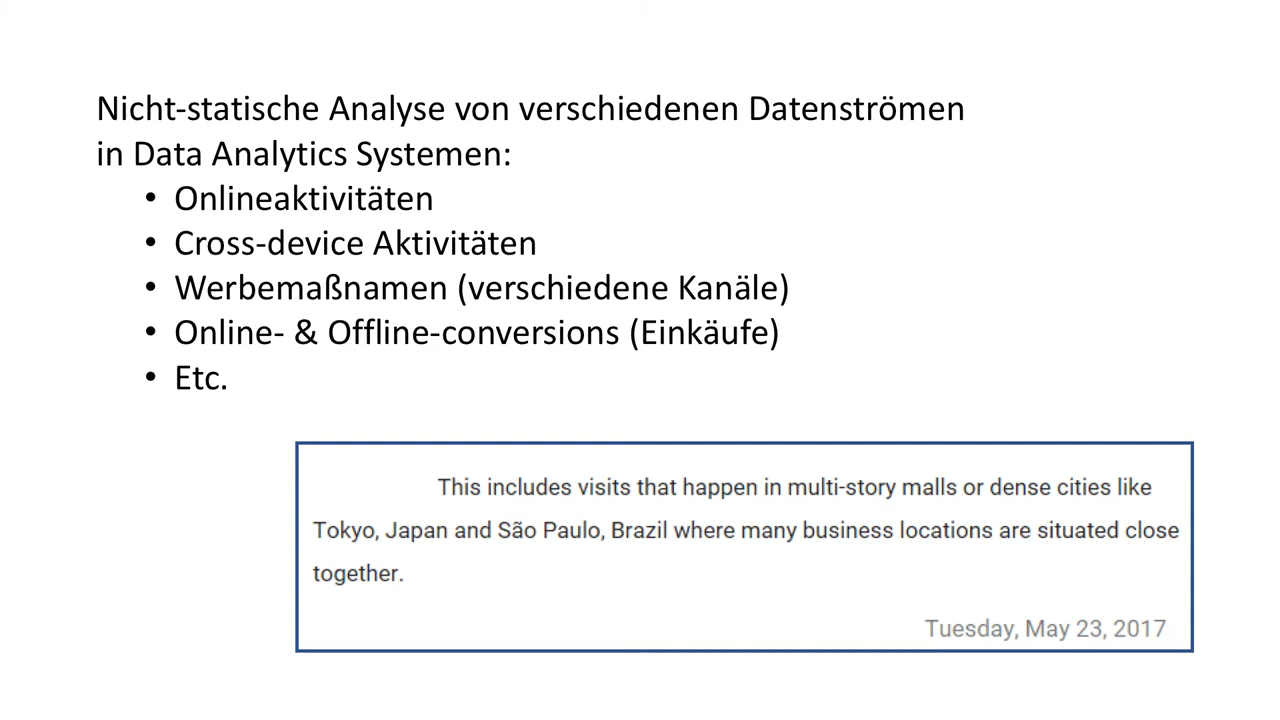 Nicht-statische Analyse von verschiedenen Datenströmen
in Data Analytics Systemen:
• Onlineaktivitäten
• Cross-device Aktivitäten
• Werbemaßnamen (verschiedene Kanäle)
• Online- & Offline-conversions (Einkäufe)
• Etc.
This includes visits that happen in multi-story malls or dense cities like
Tokyo, Japan and São Paulo, Brazil where many business locations are situated close
together.
Tuesday, May 23, 2017